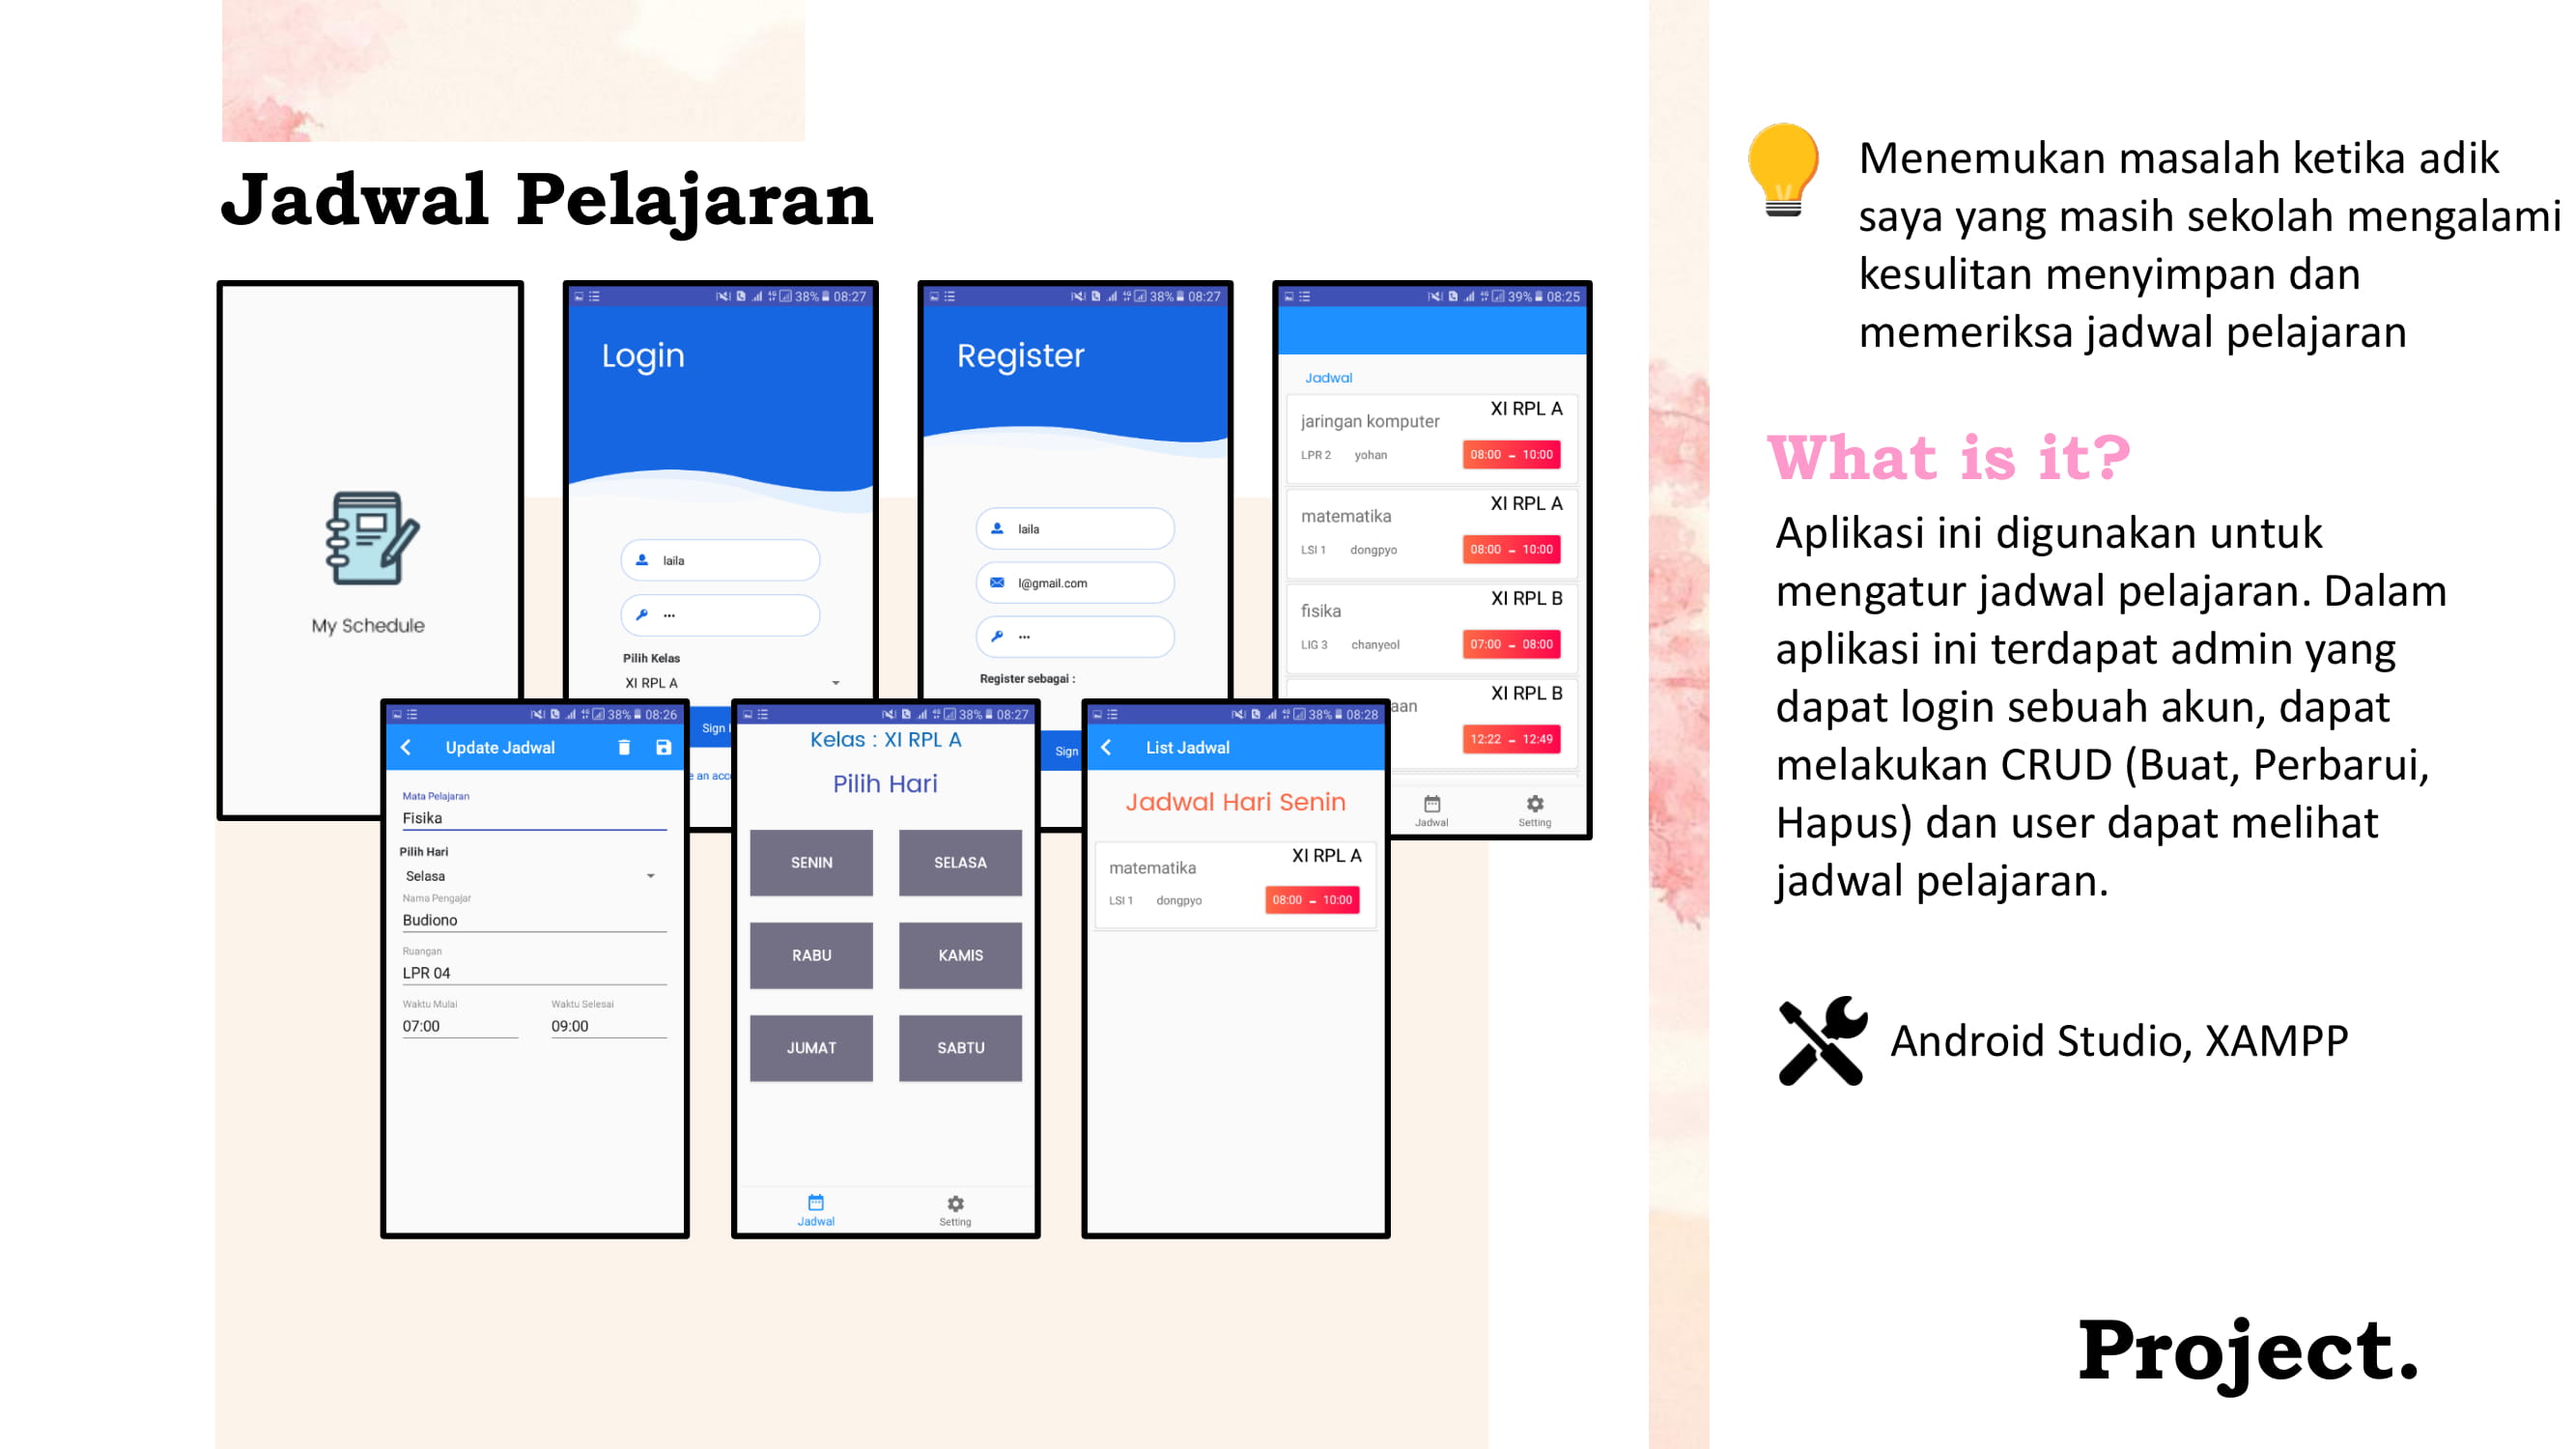 Jadwal Pelajaran
My Schedule
38% 08:27
Login
laila
•••
Pilih Kelas
XI RPL A
Sign
e an acc
38% 08:27
Register
laila
l@gmail.com
•••
Register sebagai :
Sign
39% 08:25
Jadwal
jaringan komputer XI RPL A
LPR 2 yohan 08:00 - 10:00
matematika XI RPL A
LSI 1 dongpyo 08:00 - 10:00
fisika XI RPL B
LIG 3 chanyeol 07:00 - 08:00
aan XI RPL B
12:22 - 12:49
Jadwal Setting
38% 08:26
Update Jadwal
Mata Pelajaran
Fisika
Pilih Hari
Selasa
Nama Pengajar
Budiono
Ruangan
LPR 04
Waktu Mulai Waktu Selesai
07:00 09:00
38% 08:27
Kelas : XI RPL A
Pilih Hari
SENIN SELASA
RABU KAMIS
JUMAT SABTU
Jadwal Setting
38% 08:28
List Jadwal
Jadwal Hari Senin
matematika XI RPL A
LSI 1 dongpyo 08:00 - 10:00
Menemukan masalah ketika adik
saya yang masih sekolah mengalami
kesulitan menyimpan dan
memeriksa jadwal pelajaran
What is it?
Aplikasi ini digunakan untuk
mengatur jadwal pelajaran. Dalam
aplikasi ini terdapat admin yang
dapat login sebuah akun, dapat
melakukan CRUD (Buat, Perbarui,
Hapus) dan user dapat melihat
jadwal pelajaran.
Android Studio, XAMPP
Project.